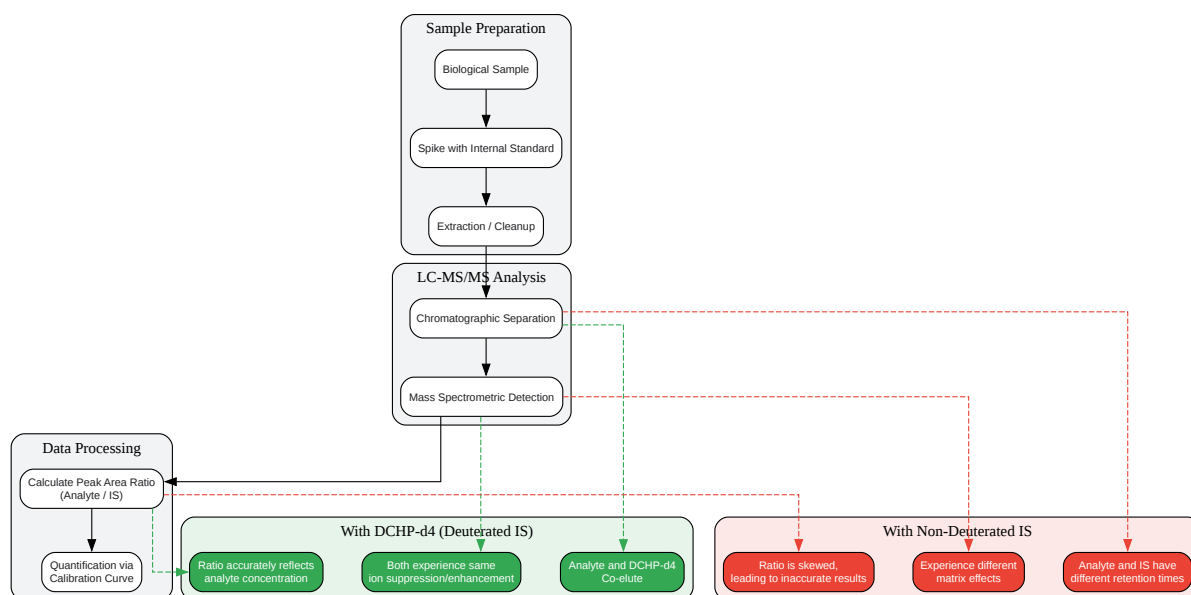 Sample Preparation
Biological Sample
Spike with Internal Standard
Extraction / Cleanup
LC-MS/MS Analysis
Chromatographic Separation
Mass Spectrometric Detection
Data Processing
Calculate Peak Area Ratio
(Analyte / IS)
Quantification via
Calibration Curve
With DCHP-d4 (Deuterated IS)
Ratio accurately reflects
analyte concentration
Both experience same
ion suppression/enhancement
Analyte and DCHP-d4
Co-elute
With Non-Deuterated IS
Ratio is skewed,
leading to inaccurate results
Experience different
matrix effects
Analyte and IS have
different retention times